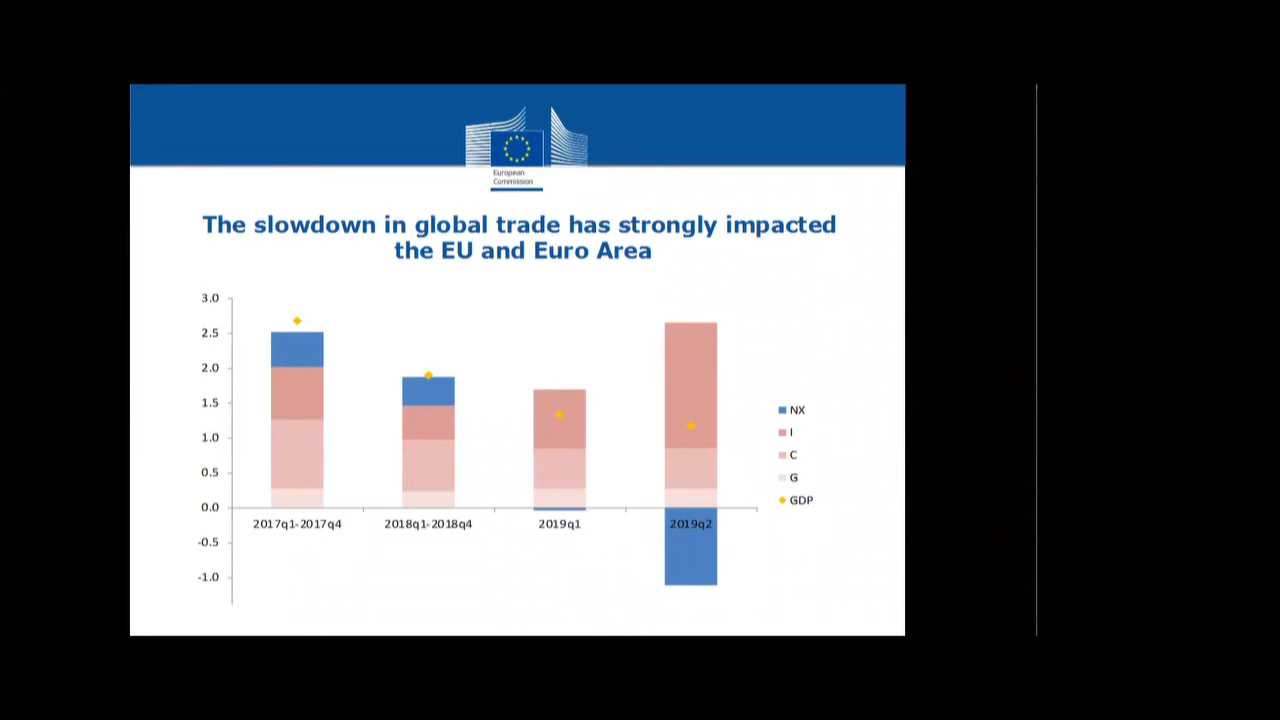 European
Commission
The slowdown in global trade has strongly impacted
the EU and Euro Area
3.0
2.5
2.0
1.5
1.0
0.5
0.0
-0.5
-1.0
2017q1-2017q4
2018q1-2018q4
2019q1
2019q2
NX
I
C
G
GDP